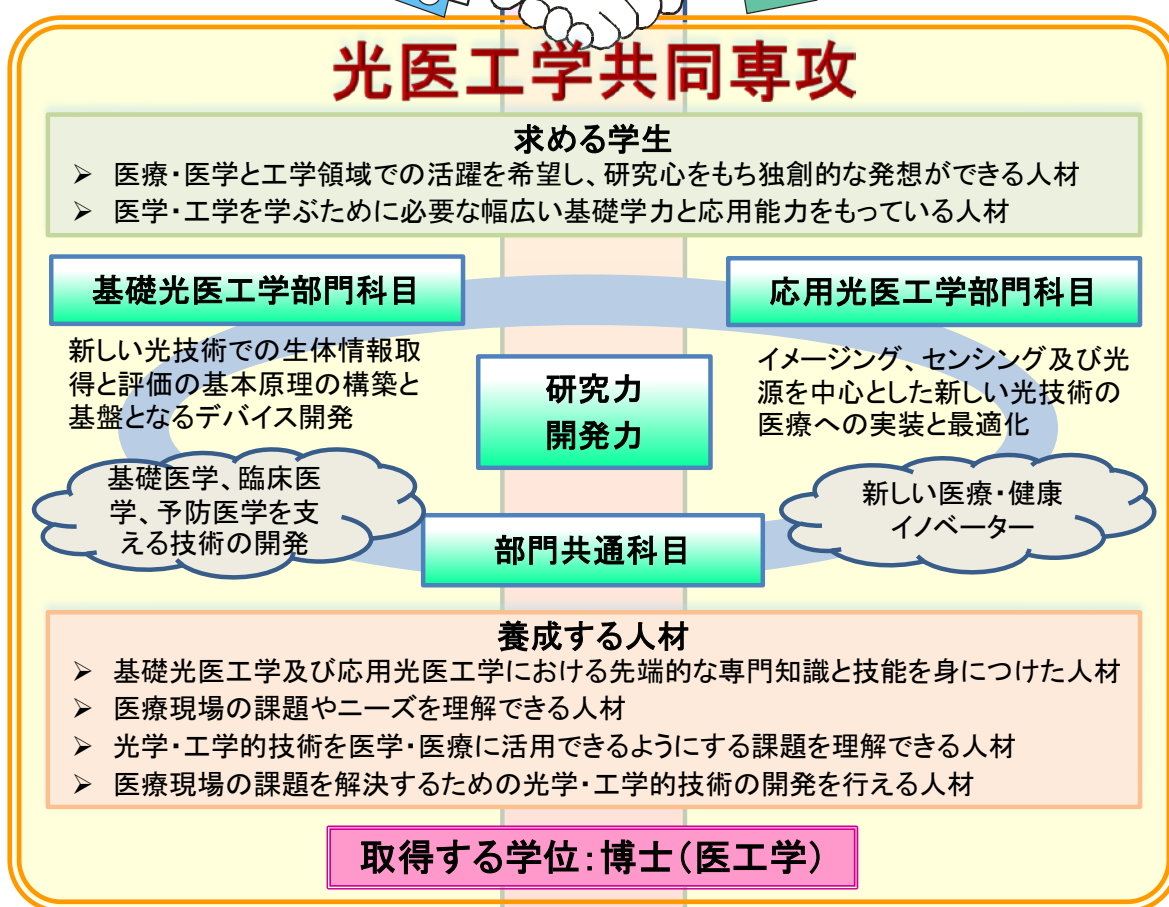 光医工学共同専攻
求める学生
➢ 医療・医学と工学領域での活躍を希望し、研究心をもち独創的な発想ができる人材
➢ 医学・工学を学ぶために必要な幅広い基礎学力と応用能力をもっている人材
基礎光医工学部門科目
新しい光技術での生体情報取
得と評価の基本原理の構築と
基盤となるデバイス開発
基礎医学、臨床医
学、予防医学を支
える技術の開発
研究力
開発力
部門共通科目
応用光医工学部門科目
イメージング、センシング及び光
源を中心とした新しい光技術の
医療への実装と最適化
新しい医療・健康
イノベーター
養成する人材
➢ 基礎光医工学及び応用光医工学における先端的な専門知識と技能を身につけた人材
➢ 医療現場の課題やニーズを理解できる人材
➢ 光学・工学的技術を医学・医療に活用できるようにする課題を理解できる人材
➢ 医療現場の課題を解決するための光学・工学的技術の開発を行える人材
取得する学位：博士（医工学）